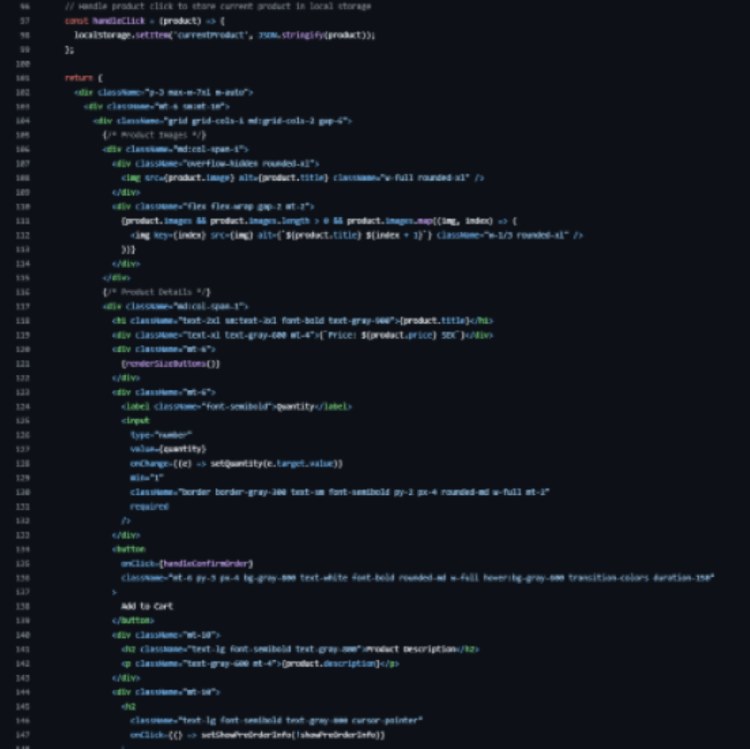 96 // Handle product click to store current product in local storage
97 const handleClick = (product) => {
98 localStorage.setItem('currentProduct', JSON.stringify(product));
99 };
100
101 return (
102 <div className="p-3 max-w-7xl m-auto">
103 <div className="mt-6 sm:mt-10">
104 <div className="grid grid-cols-1 md:grid-cols-2 gap-6">
105 {/* Product Images */}
106 <div className="md:col-span-1">
107 <div className="overflow-hidden rounded-xl">
108 <img src={product.image} alt={product.title} className="w-full rounded-xl" />
109 </div>
110 <div className="flex flex-wrap gap-2 mt-2">
111 {product.images && product.images.length > 0 && product.images.map((img, index) => (
112 <img key={index} src={img} alt={`${product.title} ${index + 1}`} className="w-1/3 rounded-xl" />
113 ))}
114 </div>
115 </div>
116 {/* Product Details */}
117 <div className="md:col-span-1">
118 <h1 className="text-2xl sm:text-3xl font-bold text-gray-900">{product.title}</h1>
119 <div className="text-xl text-gray-600 mt-4">{`Price: ${product.price} SEK`}</div>
120 <div className="mt-6">
121 {renderSizeButtons()}
122 </div>
123 <div className="mt-6">
124 <label className="font-semibold">Quantity</label>
125 <input
126 type="number"
127 value={quantity}
128 onChange={(e) => setQuantity(e.target.value)}
129 min="1"
130 className="border border-gray-300 text-sm font-semibold py-2 px-4 rounded-md w-full mt-2"
131 required
132 />
133 </div>
134 <button
135 onClick={handleConfirmOrder}
136 className="mt-6 py-3 px-4 bg-gray-800 text-white font-bold rounded-md w-full hover:bg-gray-600 transition-colors duration-150"
137 >
138 Add to Cart
139 </button>
140 <div className="mt-10">
141 <h2 className="text-lg font-semibold text-gray-800">Product Description</h2>
142 <p className="text-gray-600 mt-4">{product.description}</p>
143 </div>
144 <div className="mt-10">
145 <h2
146 className="text-lg font-semibold text-gray-800 cursor-pointer"
147 onClick={() => setShowPreOrderInfo(!showPreOrderInfo)}